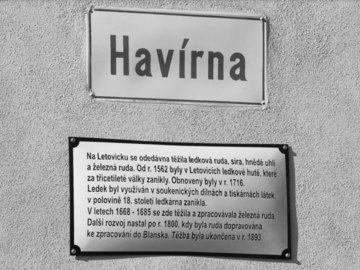 Havírna
Na Letovicku se odedávna těžila ledková ruda, síra, hnědé uhlí
a železná ruda. Od r. 1562 byly v Letovicích ledkové hutě, které
za třicetileté války zanikly. Obnoveny byly v r. 1716.
Ledek byl využíván v soukenických dílnách a tiskárnách látek.
V polovině 18. století ledkárna zanikla.
V letech 1668 - 1685 se zde těžila a zpracovávala železná ruda.
Další rozvoj nastal po r. 1800, kdy byla ruda dopravována
ke zpracování do Blanska. Těžba byla ukončena v r. 1893.